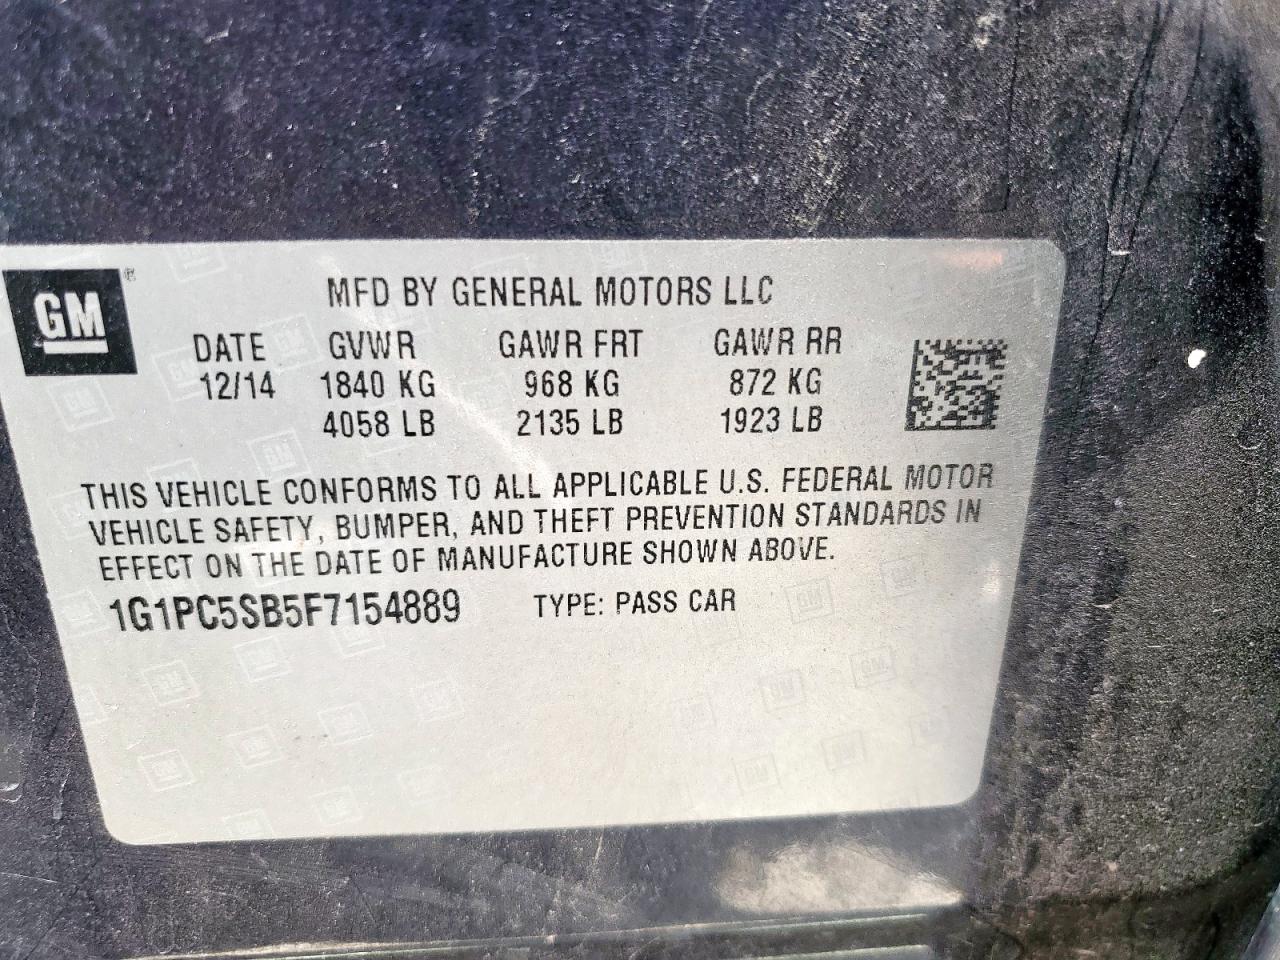 GM®
MFD BY GENERAL MOTORS LLC
DATE GVWR GAWR FRT GAWR RR
12/14 1840 KG 968 KG 872 KG
4058 LB 2135 LB 1923 LB
THIS VEHICLE CONFORMS TO ALL APPLICABLE U.S. FEDERAL MOTOR
VEHICLE SAFETY, BUMPER, AND THEFT PREVENTION STANDARDS IN
EFFECT ON THE DATE OF MANUFACTURE SHOWN ABOVE.
1G1PC5SB5F7154889 TYPE: PASS CAR